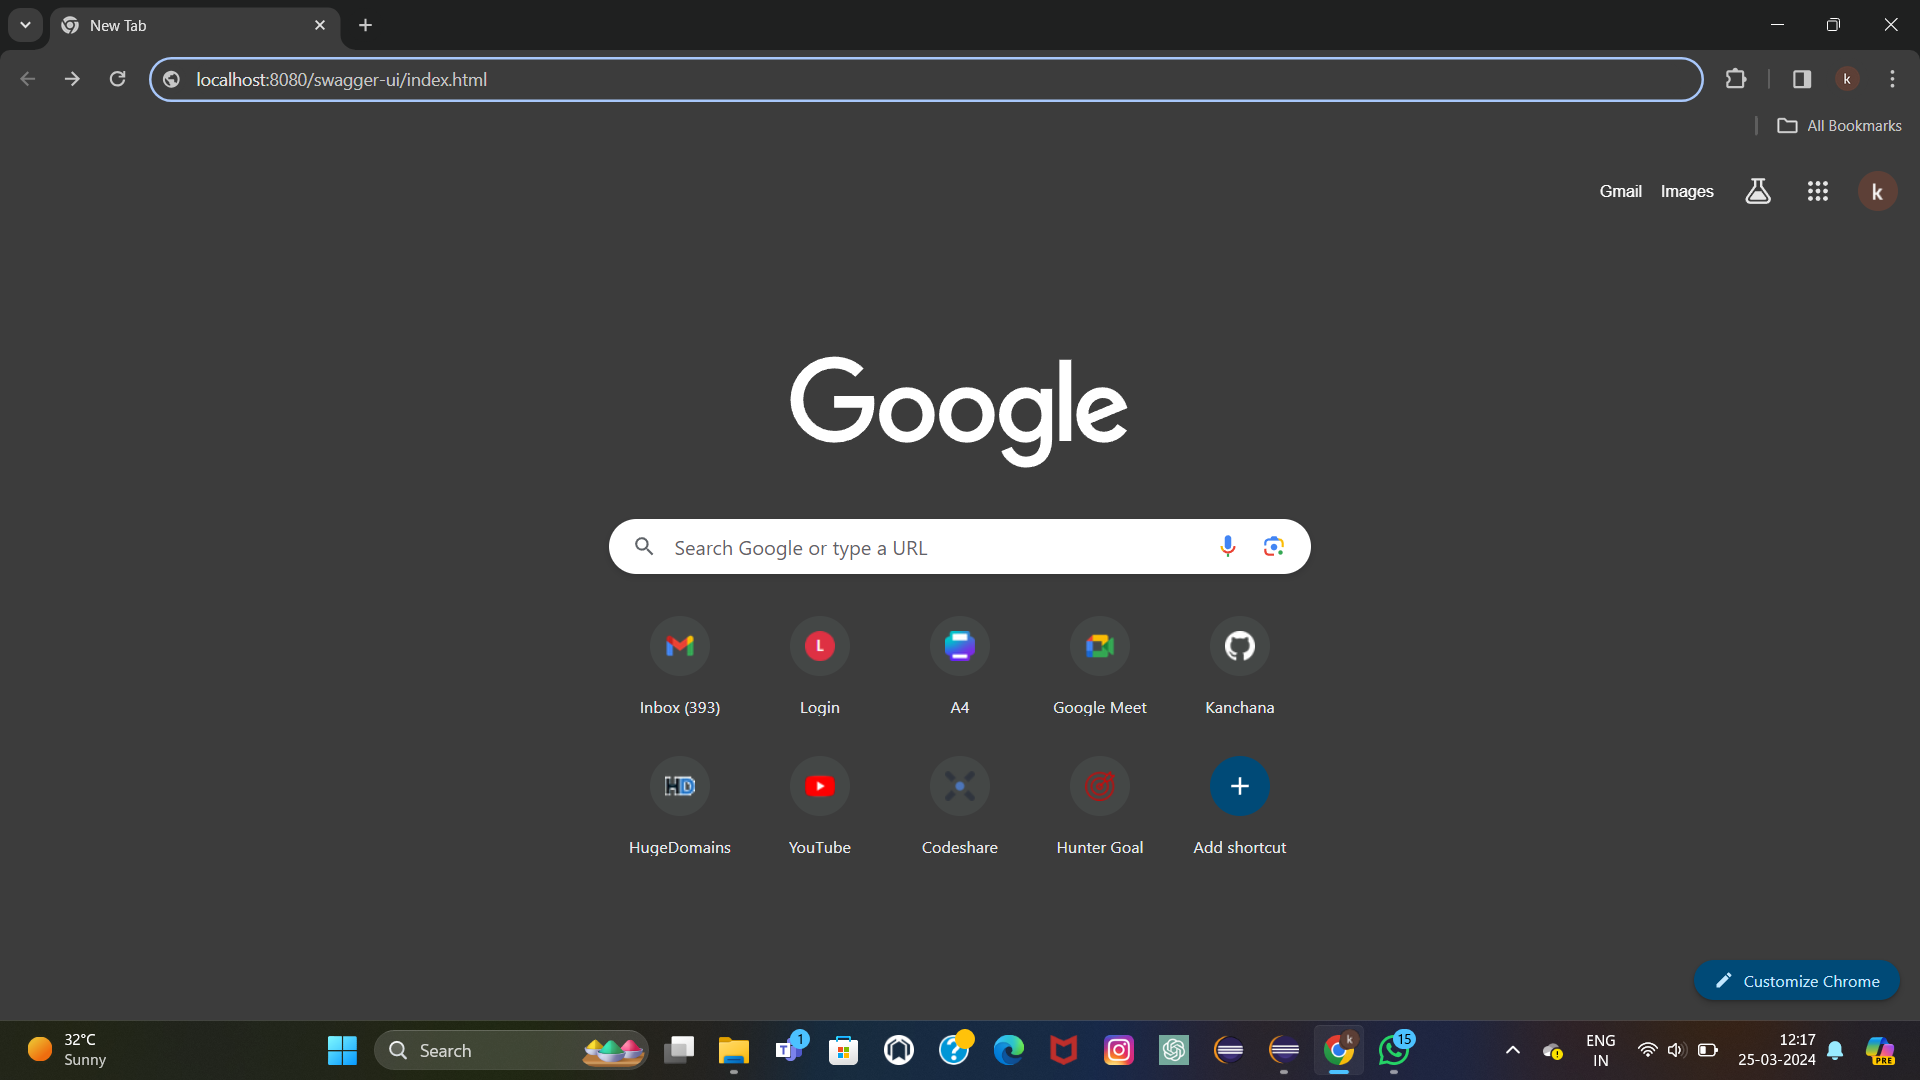 New Tab
localhost:8080/swagger-ui/index.html
k
All Bookmarks
Gmail Images
k
Google
Search Google or type a URL
L
Inbox (393) Login A4 Google Meet Kanchana
HD
HugeDomains YouTube Codeshare Hunter Goal Add shortcut
Customize Chrome
32°C
Sunny
Search
1
T
k
15
ENG
IN
12:17
25-03-2024
PRE